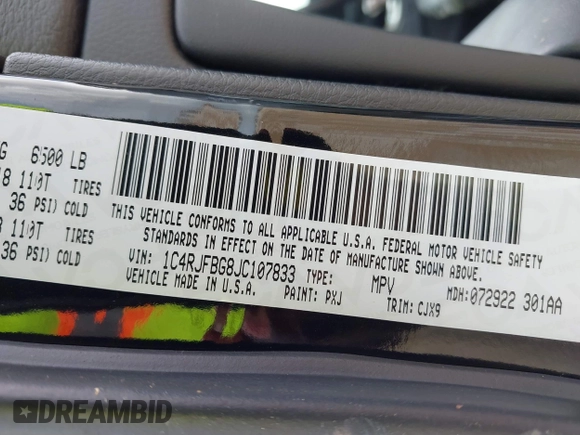 G 6500 LB
8 110T TIRES
36 PSI) COLD
8 110T TIRES
36 PSI) COLD
THIS VEHICLE CONFORMS TO ALL APPLICABLE U.S.A. FEDERAL MOTOR VEHICLE SAFETY
STANDARDS IN EFFECT ON THE DATE OF MANUFACTURE SHOWN ABOVE.
VIN: 1C4RJFBG8JC107833 TYPE: MPV MDH:072922 301AA
VEHICLE MADE IN U.S.A. PAINT: PXJ TRIM: CJX9
DREAMBID